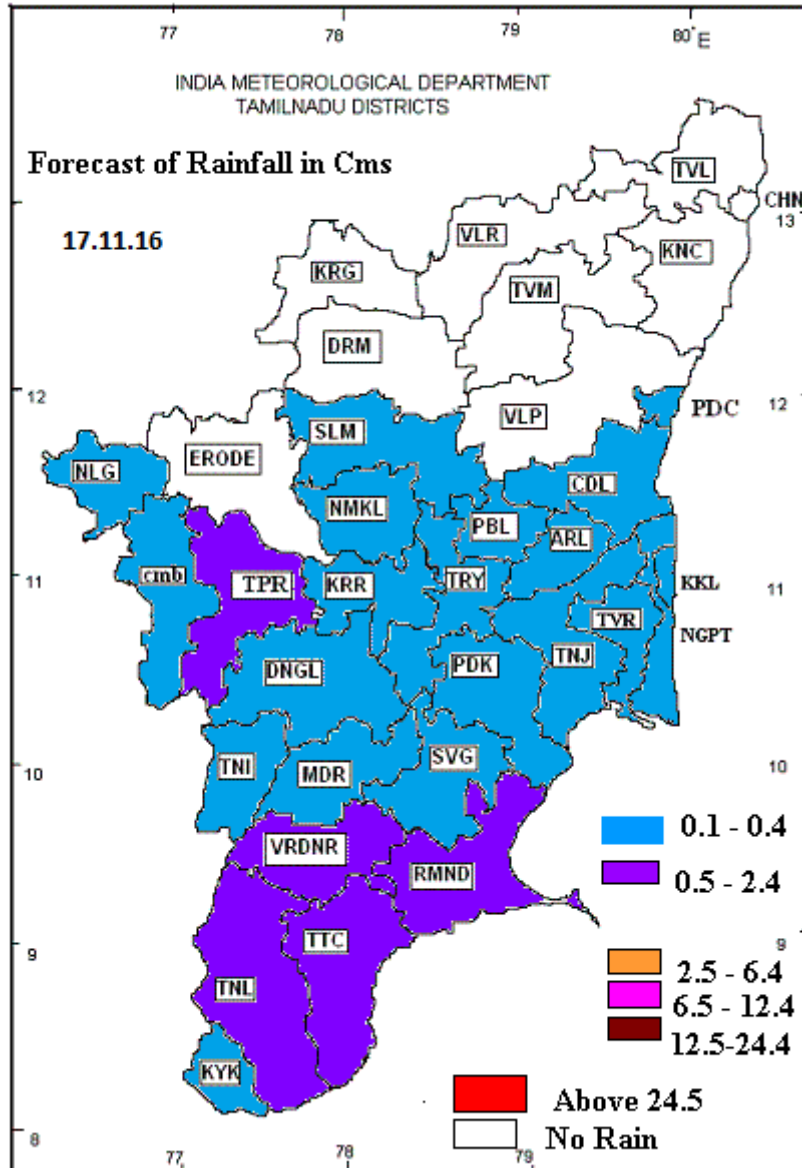 77 78 79 80°E
INDIA METEOROLOGICAL DEPARTMENT
TAMILNADU DISTRICTS
Forecast of Rainfall in Cms
TVL
CHN
13
17.11.16
VLR
KNC
KRG
TVM
DRM
12
PDC
12
SLM
VLP
ERODE
NLG
CDL
NMKL
PBL
ARL
11
cmb
TPR
KRR
TRY
KKL
11
TVR
NGPT
DNGL
PDK
TNJ
10
TNI
MDR
SVG
10
0.1 - 0.4
VRDNR
RMND
0.5 - 2.4
9
TTC
9
2.5 - 6.4
TNL
6.5 - 12.4
12.5-24.4
KYK
Above 24.5
8
No Rain
77 78 79